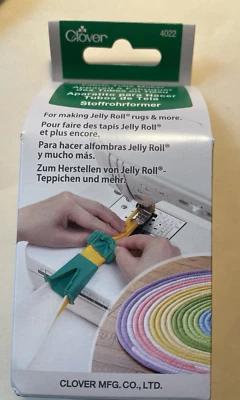 Clover
4022
Aparatito para Hacer
Tubos de Tela
Stoffrohrformer
For making Jelly Roll® rugs & more.
Pour faire des tapis Jelly Roll®
et plus encore.
Para hacer alfombras Jelly Roll®
y mucho más.
Zum Herstellen von Jelly Roll®-
Teppichen und mehr.
CLOVER MFG. CO., LTD.